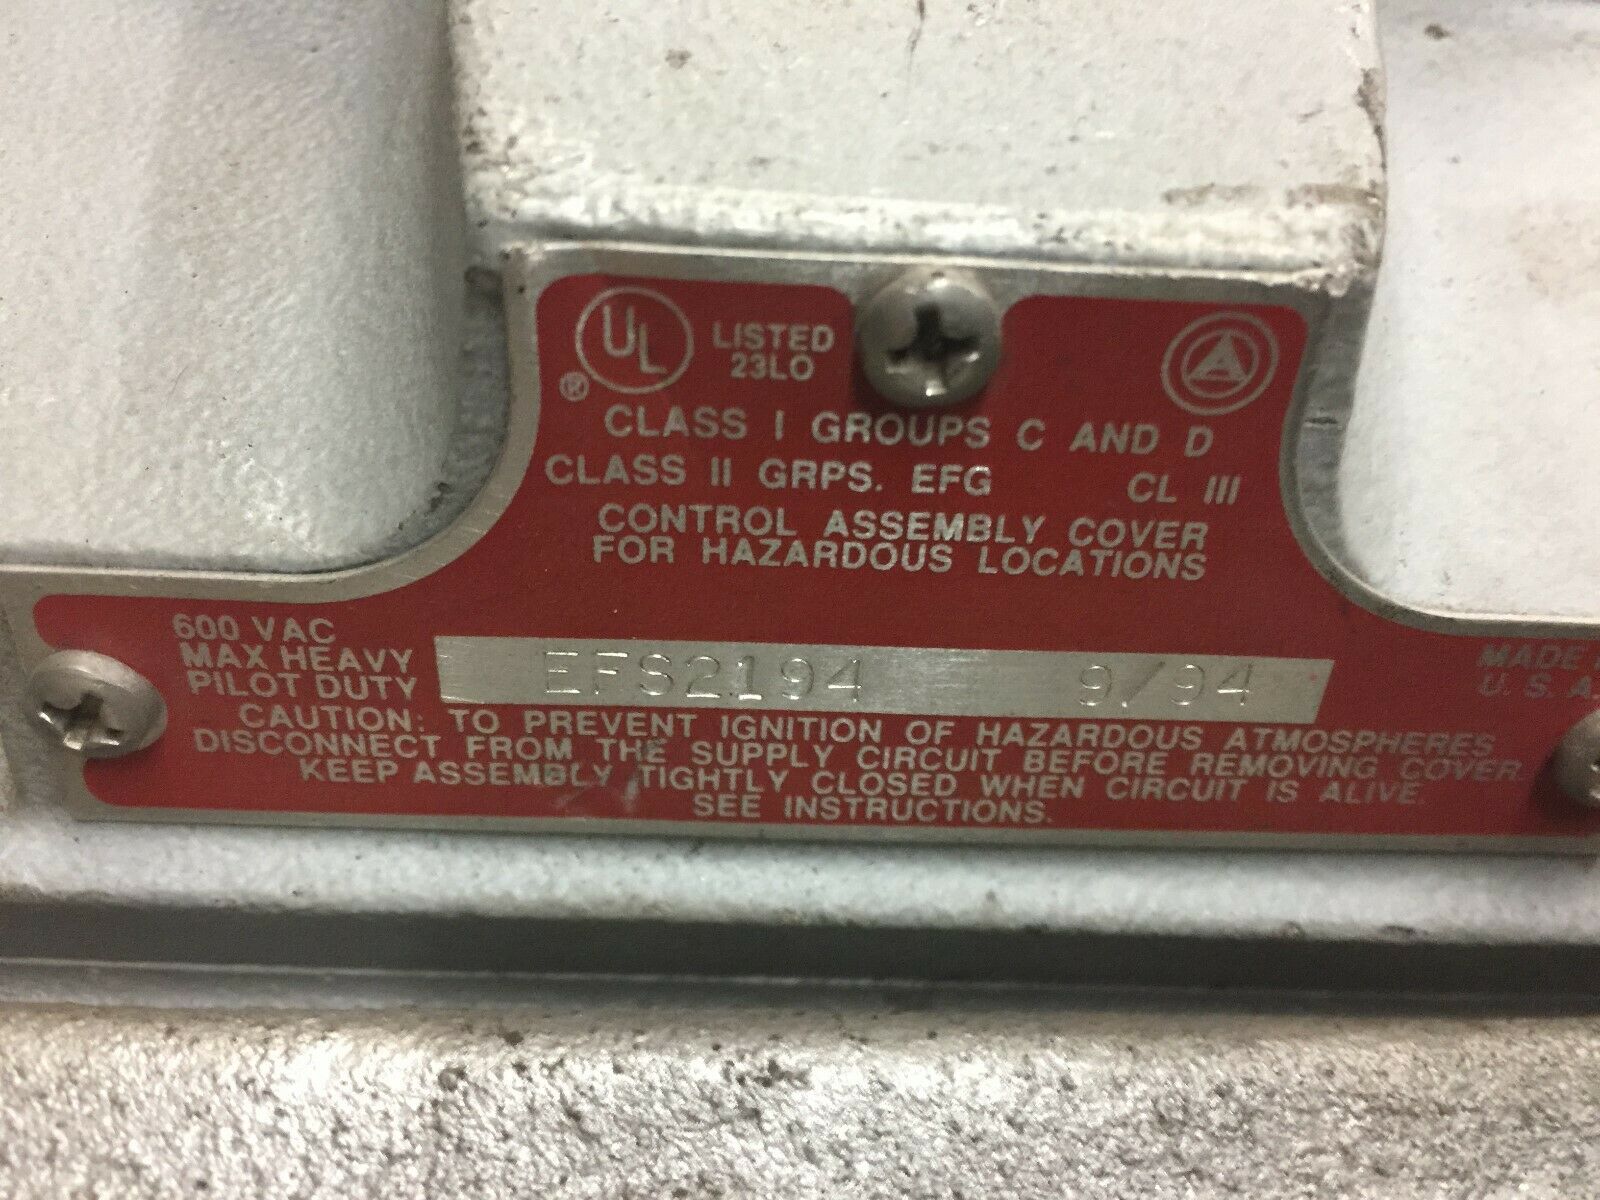 UL
®
LISTED
23LO
CLASS I GROUPS C AND D
CLASS II GRPS. EFG CL III
CONTROL ASSEMBLY COVER
FOR HAZARDOUS LOCATIONS
600 VAC
MAX HEAVY
PILOT DUTY
EFS2194 9/94
MADE
U.S.A.
CAUTION: TO PREVENT IGNITION OF HAZARDOUS ATMOSPHERES
DISCONNECT FROM THE SUPPLY CIRCUIT BEFORE REMOVING COVER.
KEEP ASSEMBLY TIGHTLY CLOSED WHEN CIRCUIT IS ALIVE.
SEE INSTRUCTIONS.